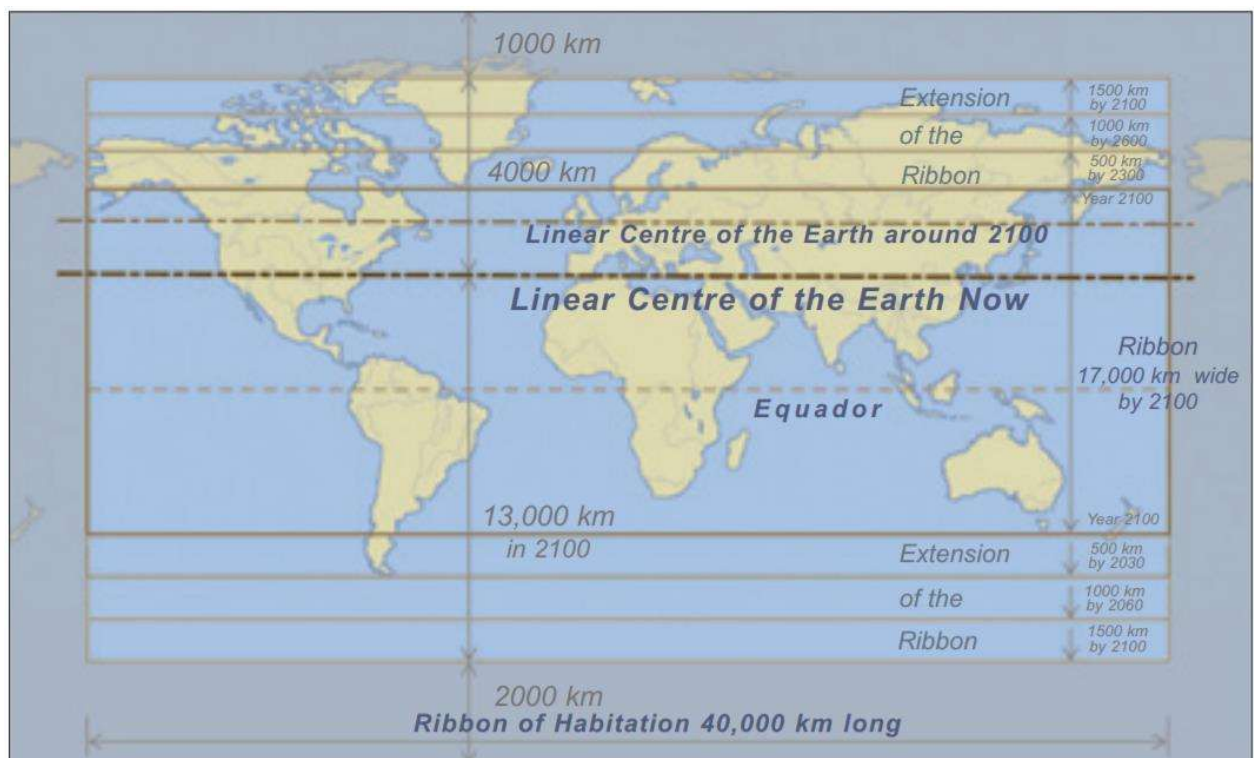 1000 km
Extension
1500 km
by 2100
of the
1000 km
by 2600
4000 km
Ribbon
500 km
by 2300
Year 2100
Linear Centre of the Earth around 2100
Linear Centre of the Earth Now
Ribbon
17,000 km wide
by 2100
Equador
13,000 km
in 2100
Year 2100
Extension
500 km
by 2030
of the
1000 km
by 2060
Ribbon
1500 km
by 2100
2000 km
Ribbon of Habitation 40,000 km long